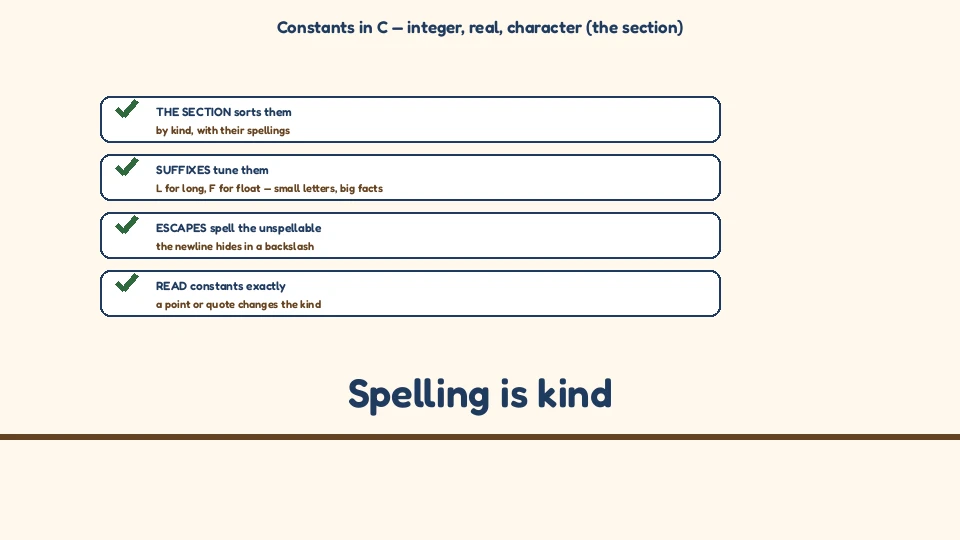 Constants in C — integer, real, character (the section)
THE SECTION sorts them
by kind, with their spellings
SUFFIXES tune them
L for long, F for float — small letters, big facts
ESCAPES spell the unspellable
the newline hides in a backslash
READ constants exactly
a point or quote changes the kind
Spelling is kind